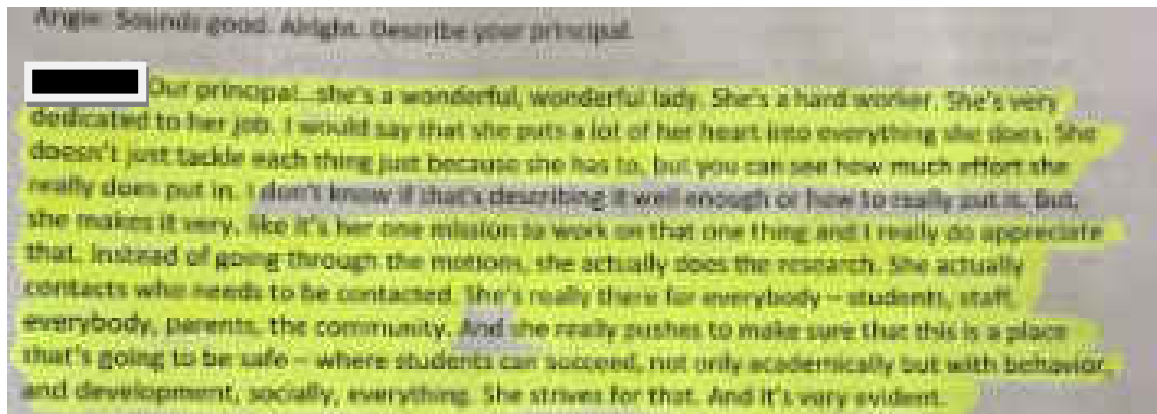 Angie: Sounds good. Alright. Describe your principal.
Our principal…she's a wonderful, wonderful lady. She's a hard worker. She's very
dedicated to her job. I would say that she puts a lot of her heart into everything she does. She
doesn't just tackle each thing just because she has to, but you can see how much effort she
really does put in. I don't know if that's describing it well enough or how to really put it. But,
she makes it very, like it's her one mission to work on that one thing and I really do appreciate
that. Instead of going through the motions, she actually does the research. She actually
contacts who needs to be contacted. She's really there for everybody – students, staff,
everybody, parents, the community. And she really pushes to make sure that this is a place
that's going to be safe – where students can succeed, not only academically but with behavior,
and development, socially, everything. She strives for that. And it's very evident.